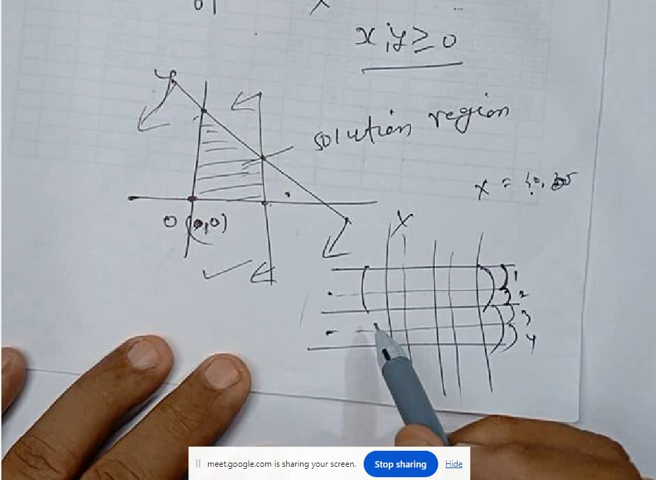 x, y ≥ 0
y
solution region
x = 
O (0,0)
X
1
2
3
4
meet.google.com is sharing your screen. Stop sharing Hide